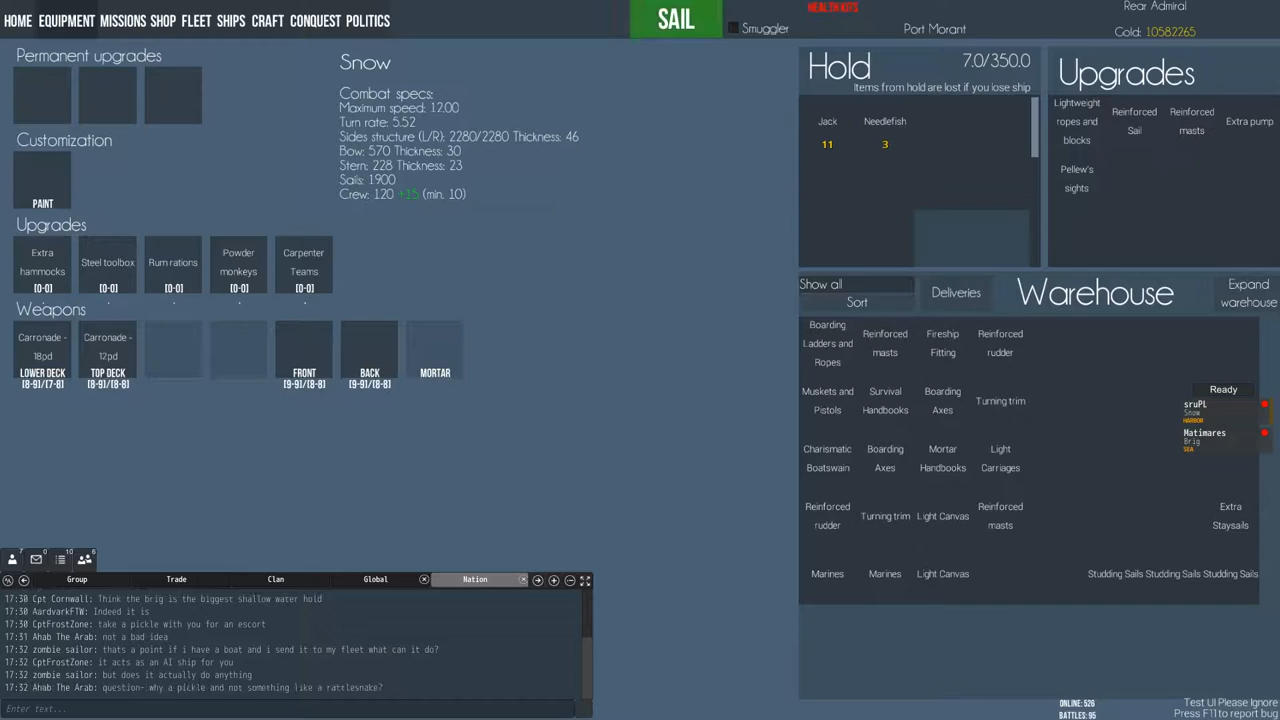 HOME EQUIPMENT MISSIONS SHOP FLEET SHIPS CRAFT CONQUEST POLITICS
SAIL
Smuggler
HEALTH KITS
Port Morant
Rear Admiral
Gold: 10582265
Permanent upgrades
Customization
PAINT
Upgrades
Extra hammocks [0-0]
Steel toolbox [0-0]
Rum rations [0-0]
Powder monkeys [0-0]
Carpenter Teams [0-0]
Weapons
Carronade - 18pd
LOWER DECK
[8-9]/[7-8]
Carronade - 12pd
TOP DECK
[8-9]/[8-8]
FRONT
[9-9]/[8-8]
BACK
[9-9]/[8-8]
MORTAR
Snow
Combat specs:
Maximum speed: 12.00
Turn rate: 5.52
Sides structure (L/R): 2280/2280 Thickness: 46
Bow: 570 Thickness: 30
Stern: 228 Thickness: 23
Sails: 1900
Crew: 120 +15 (min. 10)
Hold
7.0/350.0
Items from hold are lost if you lose ship
Jack
11
Needlefish
3
Upgrades
Lightweight ropes and blocks
Reinforced Sail
Reinforced masts
Extra pump
Pellew's sights
Show all
Sort
Deliveries
Warehouse
Expand warehouse
Boarding Ladders and Ropes
Reinforced masts
Fireship Fitting
Reinforced rudder
Muskets and Pistols
Survival Handbooks
Boarding Axes
Turning trim
Charismatic Boatswain
Boarding Axes
Mortar Handbooks
Light Carriages
Reinforced rudder
Turning trim
Light Canvas
Reinforced masts
Extra Staysails
Marines
Marines
Light Canvas
Studding Sails Studding Sails Studding Sails
Ready
sruPL
Snow
HARBOR
Matimares
Brig
SEA
7
0
10
6
Group
Trade
Clan
Global
Nation
17:30 Cpt Cornwall: Think the brig is the biggest shallow water hold
17:30 AardvarkFTW: Indeed it is
17:30 CptFrostZone: take a pickle with you for an escort
17:31 Ahab The Arab: not a bad idea
17:32 zombie sailor: thats a point if i have a boat and i send it to my fleet what can it do?
17:32 CptFrostZone: it acts as an AI ship for you
17:32 zombie sailor: but does it actually do anything
17:32 Ahab The Arab: question- why a pickle and not something like a rattlesnake?
Enter text...
ONLINE: 526
BATTLES: 95
Test UI Please Ignore
Press F11 to report bug